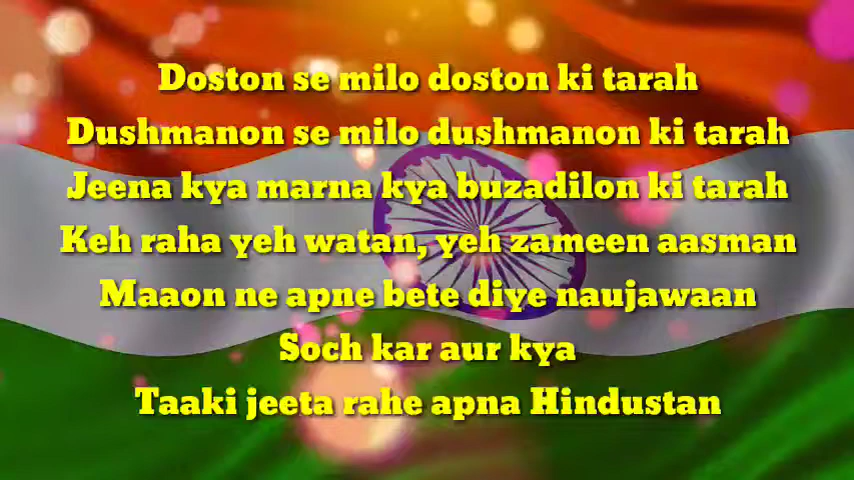 Doston se milo doston ki tarah
Dushmanon se milo dushmanon ki tarah
Jeena kya marna kya buzadilon ki tarah
Keh raha yeh watan, yeh zameen aasman
Maaon ne apne bete diye naujawaan
Soch kar aur kya
Taaki jeeta rahe apna Hindustan